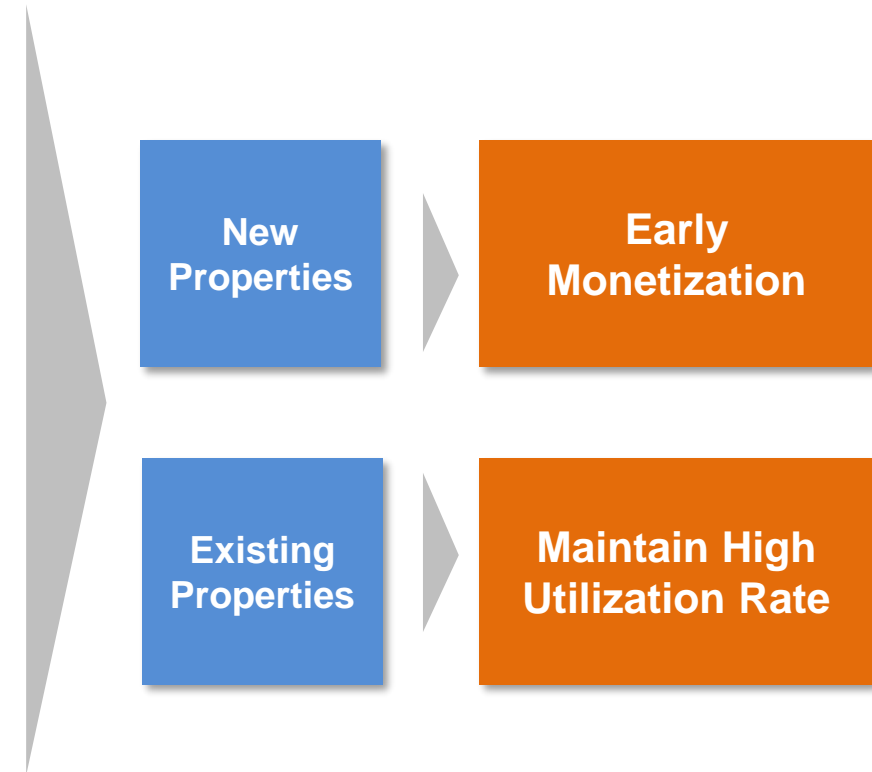 New
Properties
Early
Monetization
Existing
Properties
Maintain High
Utilization Rate